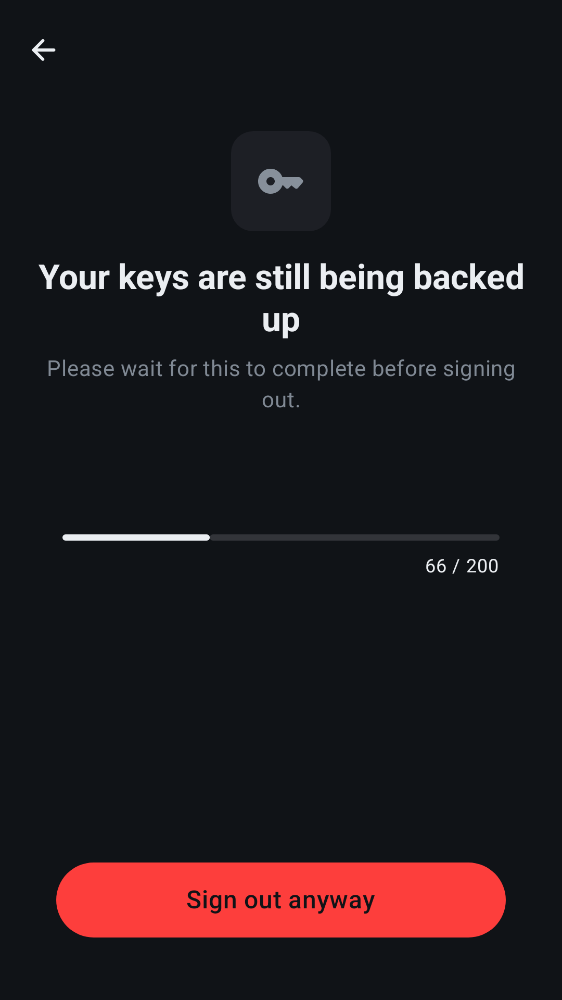 Your keys are still being backed
up
Please wait for this to complete before signing
out.
66 / 200
Sign out anyway